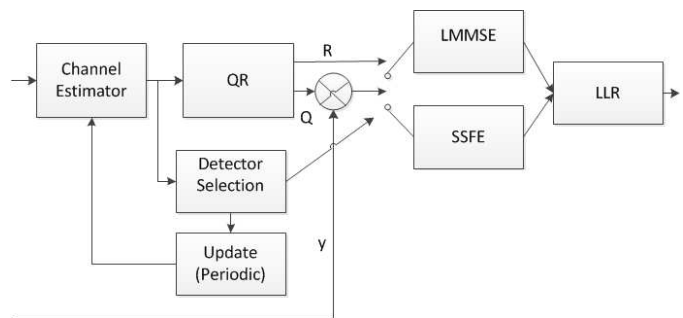 Channel
Estimator
QR
R
Q
LMMSE
SSFE
LLR
Detector
Selection
Update
(Periodic)
y